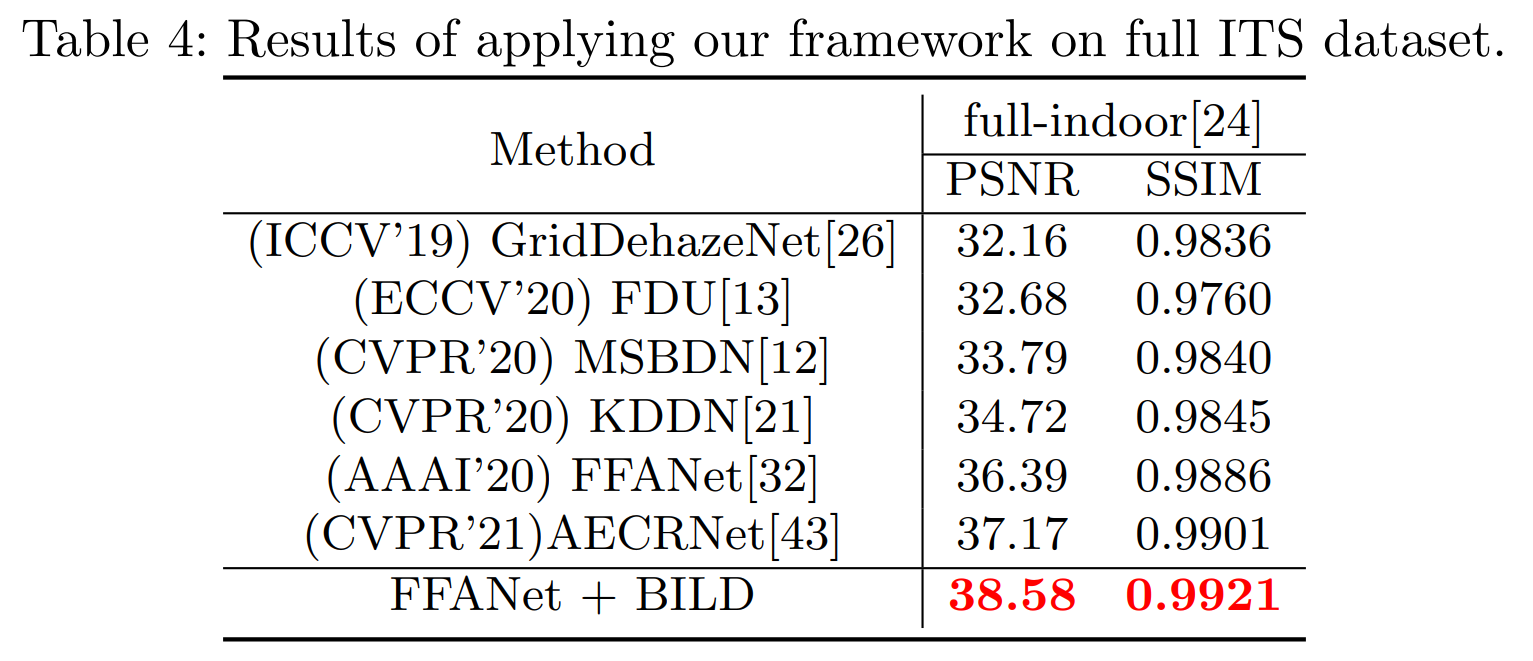 Table 4: Results of applying our framework on full ITS dataset.
Method full-indoor[24]
PSNR SSIM
(ICCV’19) GridDehazeNet[26] 32.16 0.9836
(ECCV’20) FDU[13] 32.68 0.9760
(CVPR’20) MSBDN[12] 33.79 0.9840
(CVPR’20) KDDN[21] 34.72 0.9845
(AAAI’20) FFANet[32] 36.39 0.9886
(CVPR’21)AECRNet[43] 37.17 0.9901
FFANet + BILD 38.58 0.9921